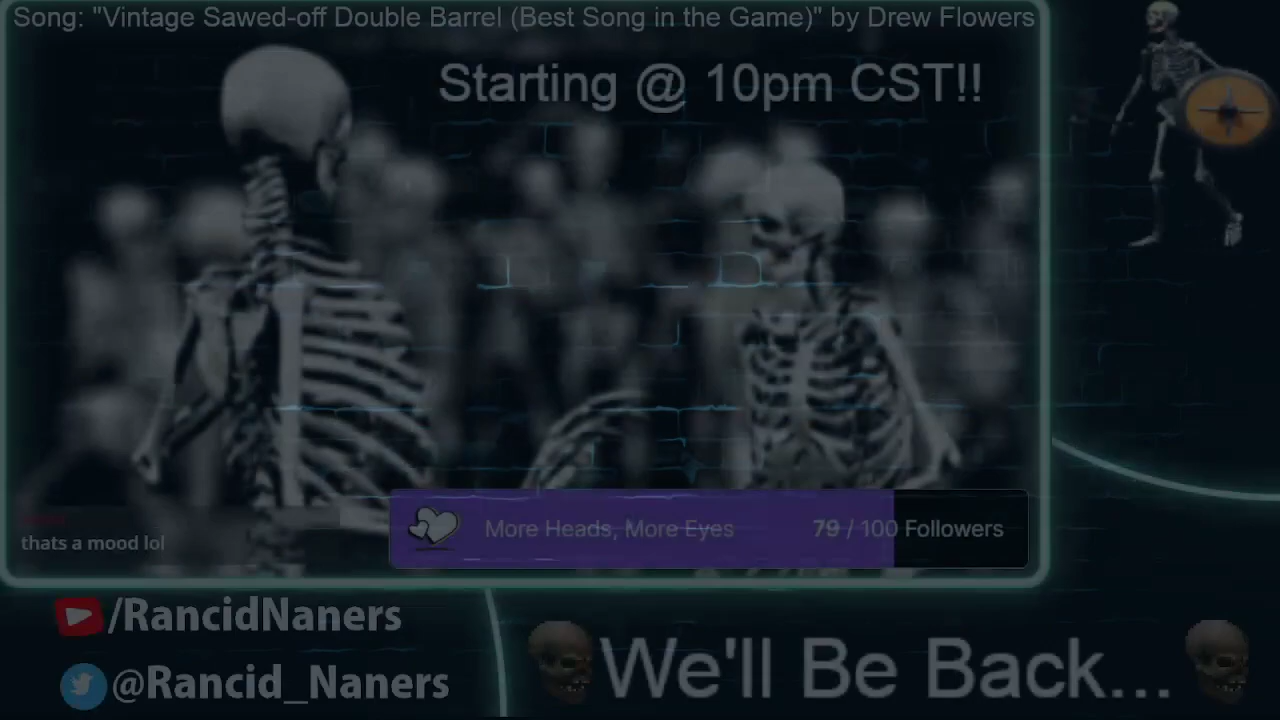 Song: "Vintage Sawed-off Double Barrel (Best Song in the Game)" by Drew Flowers
Starting @ 10pm CST!!
thats a mood lol
More Heads, More Eyes 79 / 100 Followers
/RancidNaners
@Rancid_Naners
We'll Be Back...